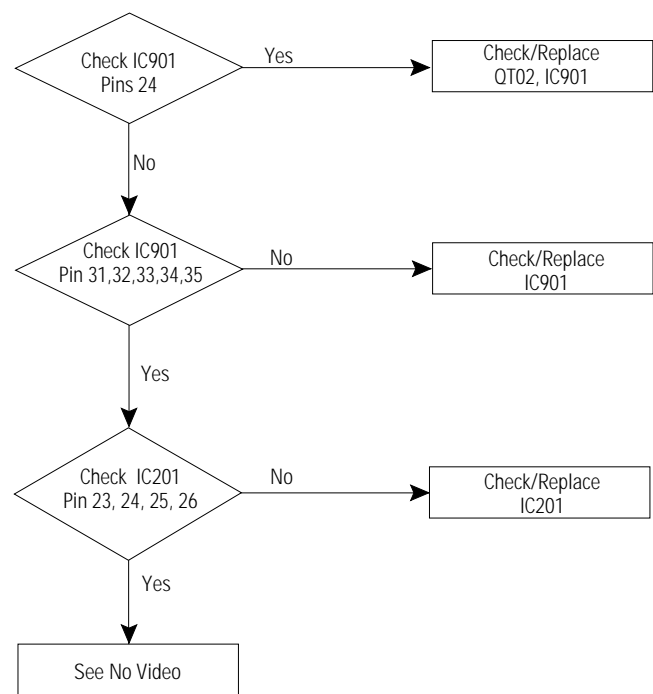 Check IC901
Pins 24
Yes
Check/Replace
QT02, IC901
No
Check IC901
Pin 31,32,33,34,35
No
Check/Replace
IC901
Yes
Check IC201
Pin 23, 24, 25, 26
No
Check/Replace
IC201
Yes
See No Video